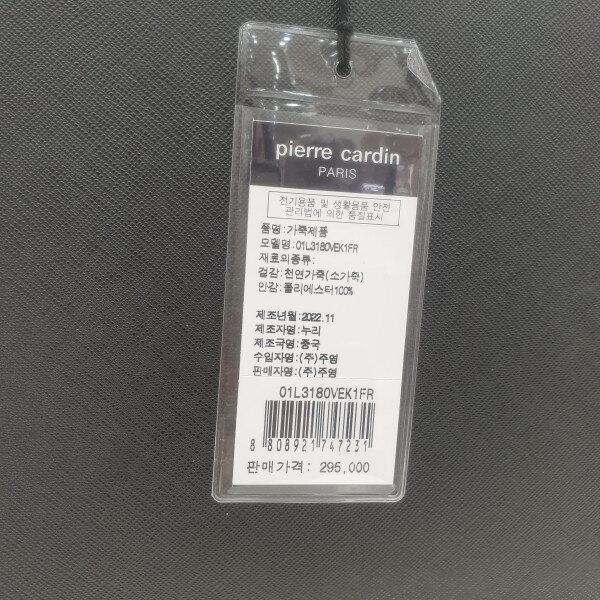 pierre cardin
PARIS
전기용품 및 생활용품 안전
관리법에 의한 품질표시
품명:가죽제품
모델명:01L3180VEK1FR
재료의종류:
겉감:천연가죽(소가죽)
안감:폴리에스터100%
제조년월:2022.11
제조자명:누리
제조국명:중국
수입자명:(주)주영
판매자명:(주)주영
01L3180VEK1FR
8 808921 747231
판매가격: 295,000